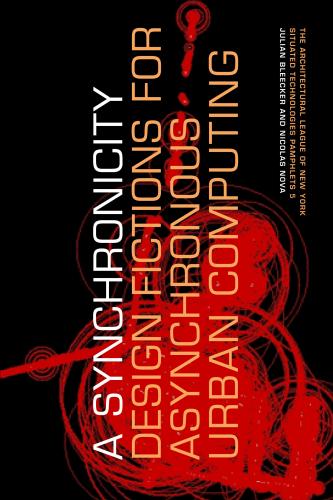 A SYNCHRONICITY
DESIGN FICTIONS FOR
ASYNCHRONOUS
URBAN COMPUTING
THE ARCHITECTURAL LEAGUE OF NEW YORK
SITUATED TECHNOLOGIES PAMPHLETS 5
JULIAN BLEECKER AND NICOLAS NOVA